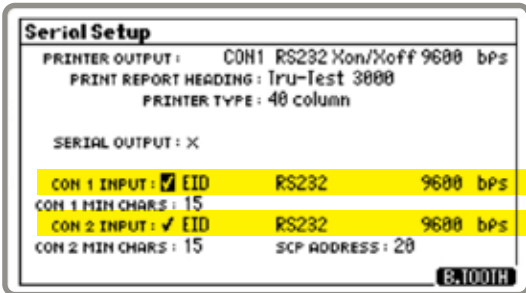 Serial Setup
PRINTER OUTPUT: CON1 RS232 Xon/Xoff 9600 bps
PRINT REPORT HEADING: Tru-Test 3000
PRINTER TYPE: 40 column
SERIAL OUTPUT: ✗
CON 1 INPUT: ✓ EID RS232 9600 bps
CON 1 MIN CHARS: 15
CON 2 INPUT: ✓ EID RS232 9600 bps
CON 2 MIN CHARS: 15 SCP ADDRESS: 20
B.TOOTH